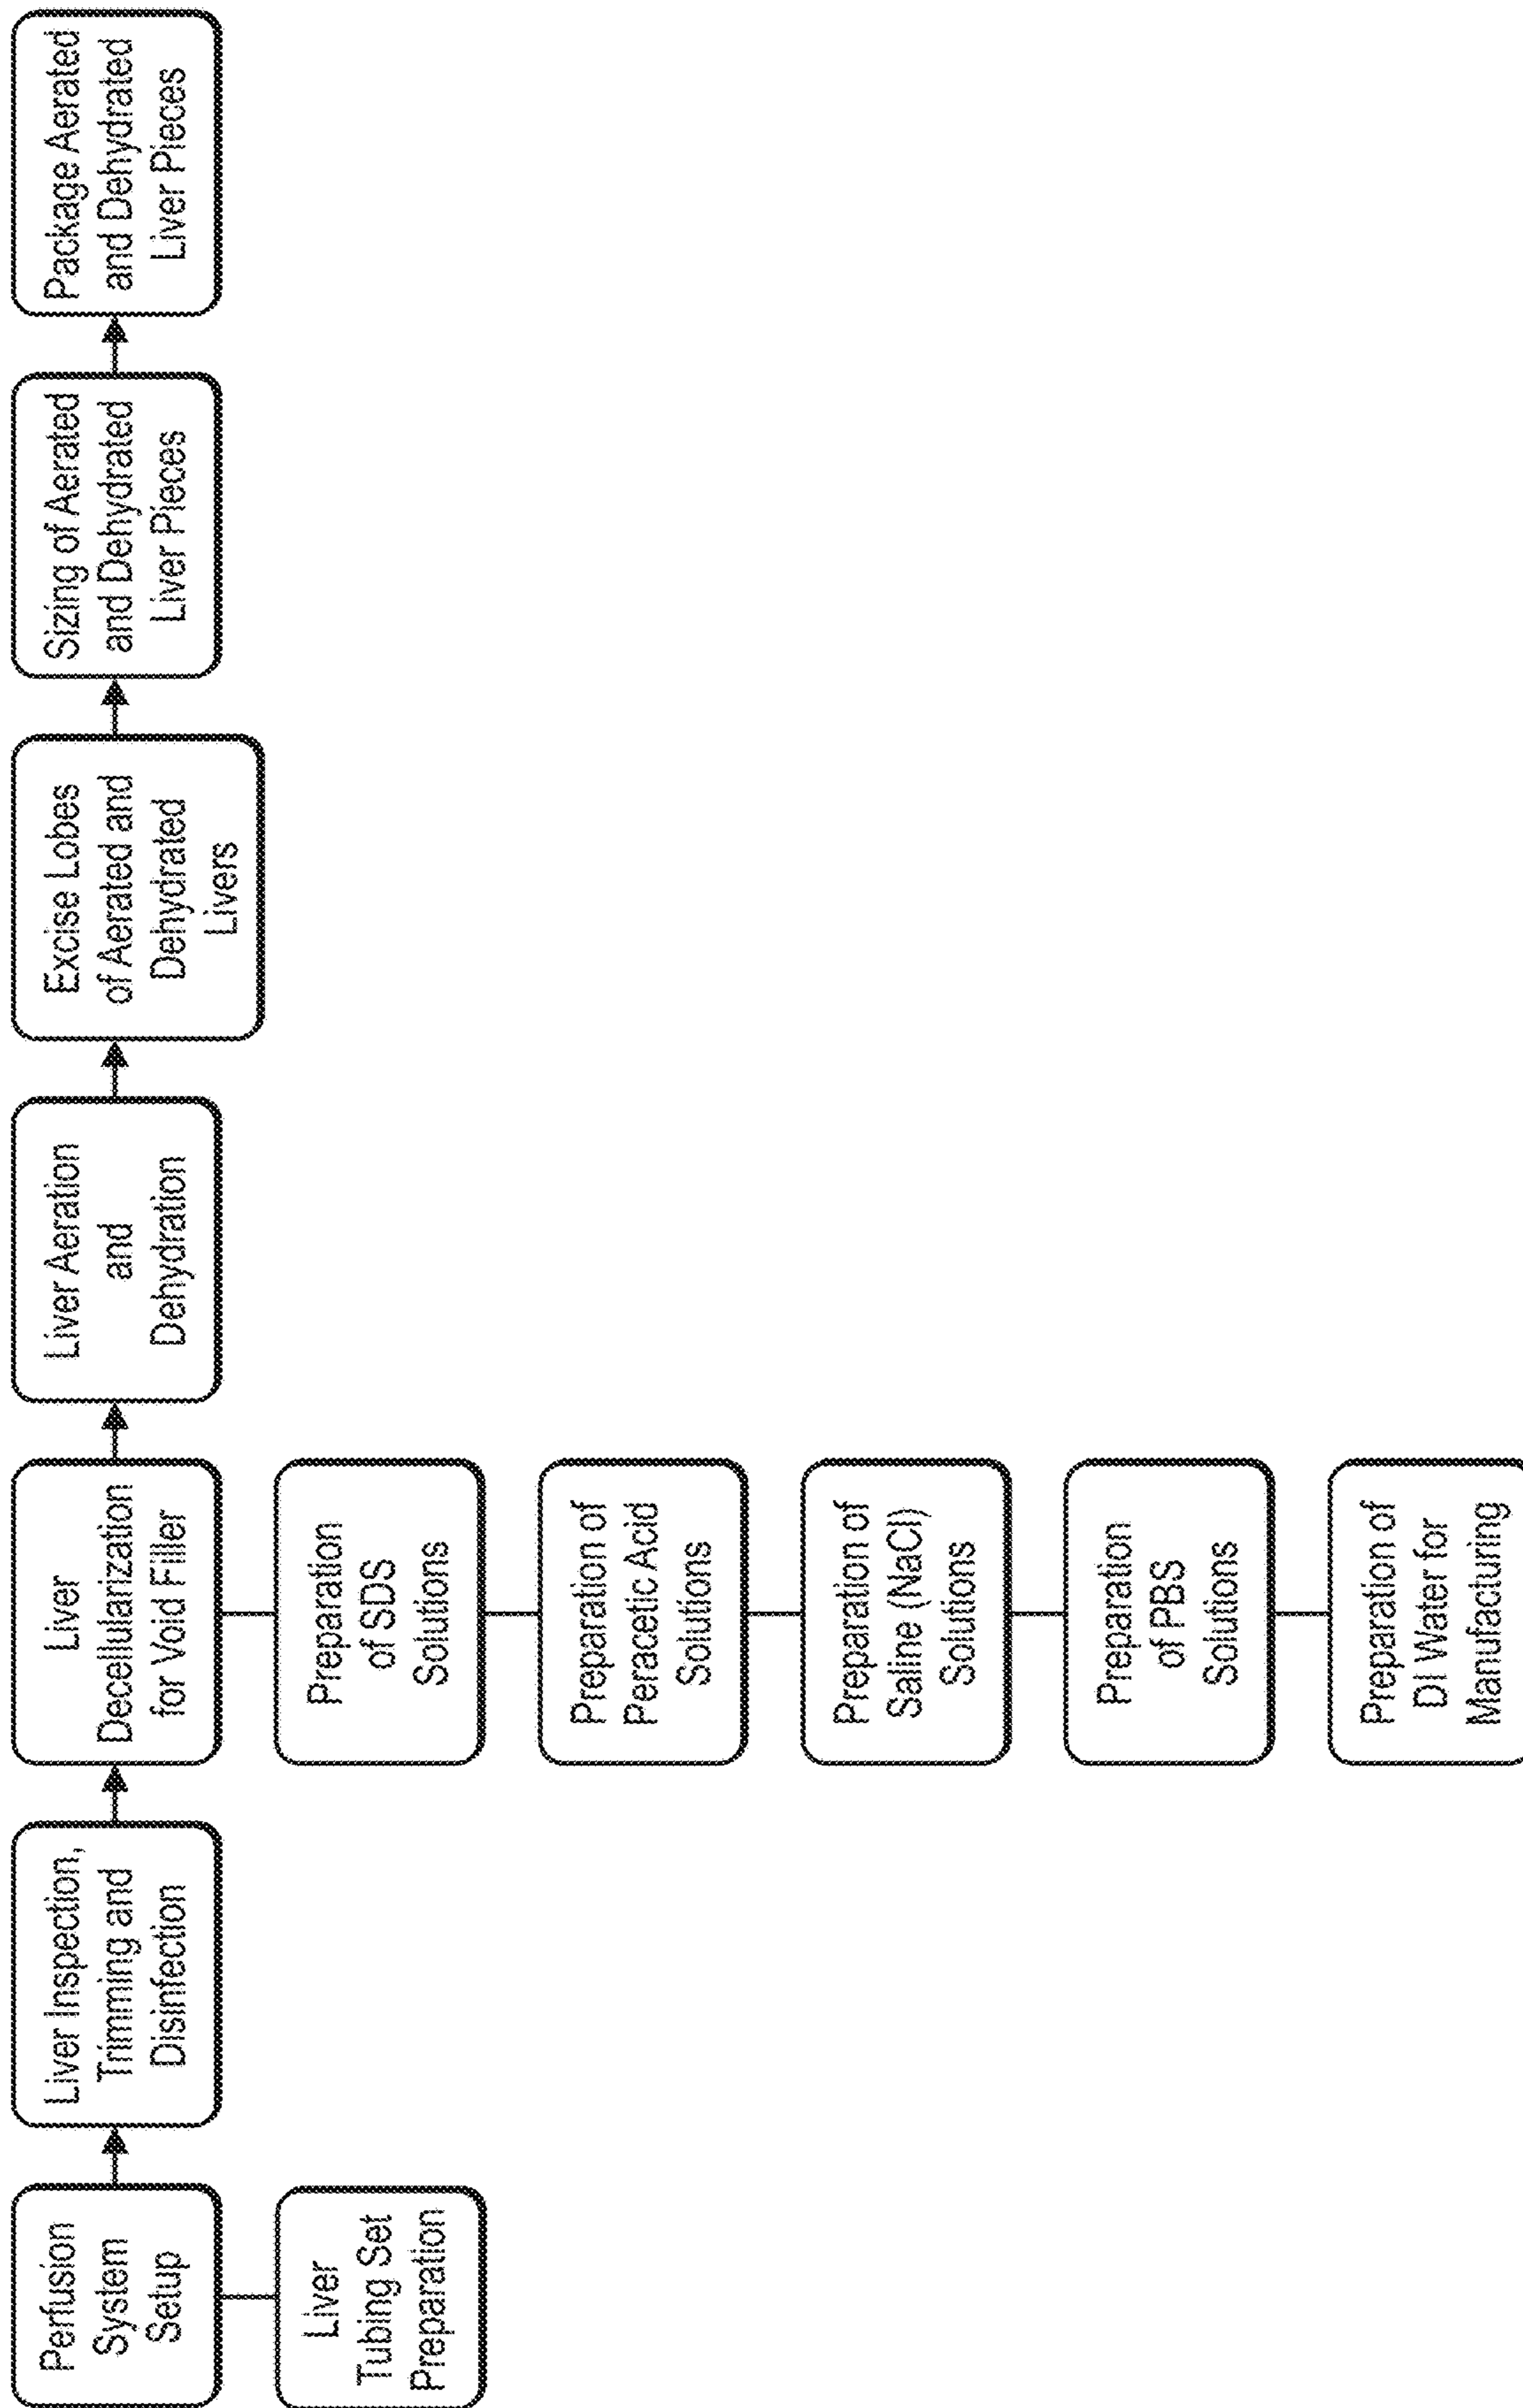 Perfusion
System
Setup
Liver
Tubing Set
Preparation
Liver Inspection,
Trimming and
Disinfection
Liver
Decellularization
for Void Filler
Preparation
of SDS
Solutions
Preparation of
Peracetic Acid
Solutions
Preparation of
Saline (NaCl)
Solutions
Preparation
of PBS
Solutions
Preparation of
DI Water for
Manufacturing
Liver Aeration
and
Dehydration
Excise Lobes
of Aerated and
Dehydrated
Livers
Sizing of Aerated
and Dehydrated
Liver Pieces
Package Aerated
and Dehydrated
Liver Pieces